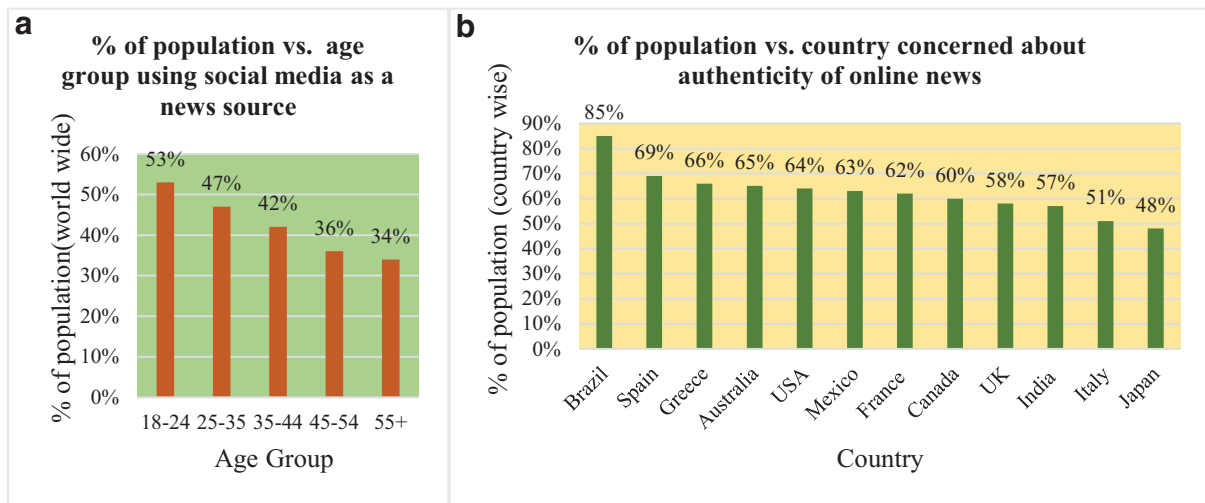 a
% of population vs. age
group using social media as a
news source
% of population(world wide)
60%
50%
40%
30%
20%
10%
0%
53%
47%
42%
36%
34%
18-24 25-35 35-44 45-54 55+
Age Group
b
% of population vs. country concerned about
authenticity of online news
% of population (country wise)
90%
80%
70%
60%
50%
40%
30%
20%
10%
0%
85%
69%
66%
65%
64%
63%
62%
60%
58%
57%
51%
48%
Brazil
Spain
Greece
Australia
USA
Mexico
France
Canada
UK
India
Italy
Japan
Country